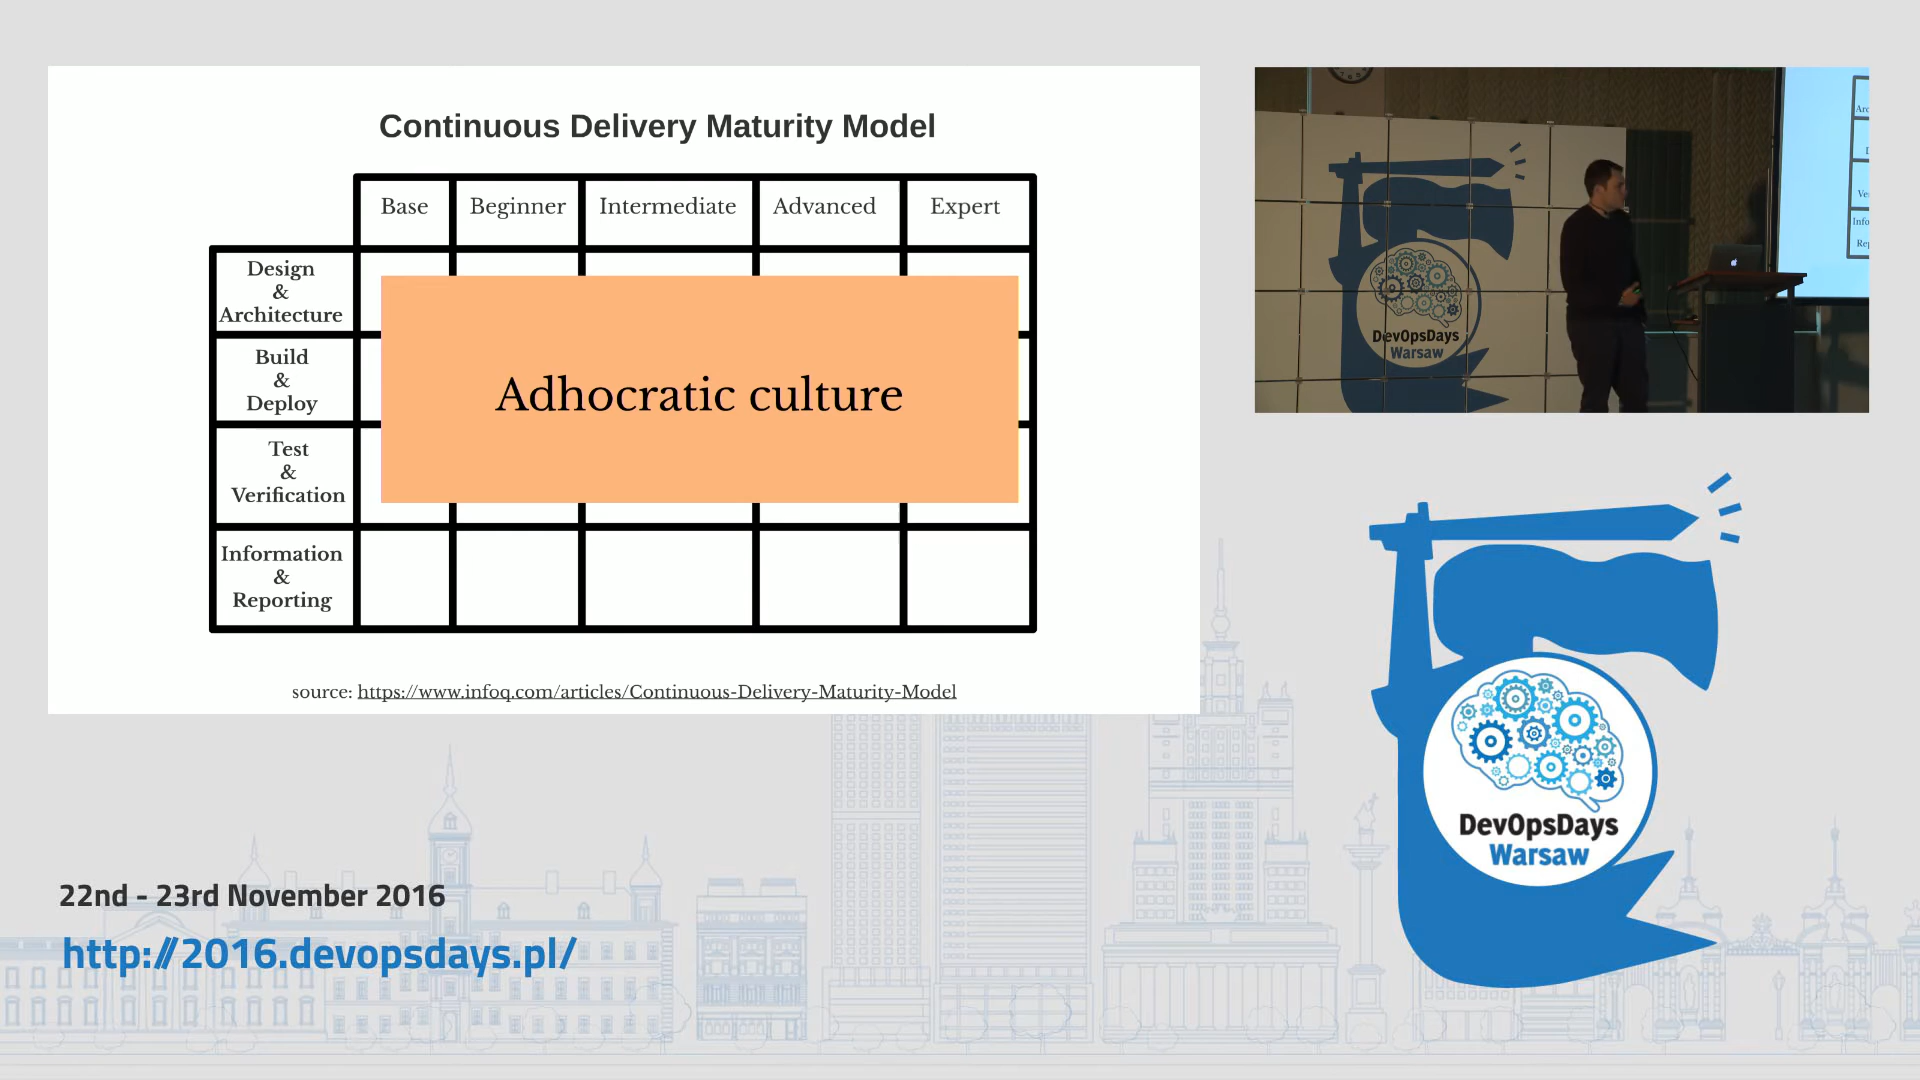 Continuous Delivery Maturity Model
Base Beginner Intermediate Advanced Expert
Design
&
Architecture
Build
&
Deploy
Adhocratic culture
Test
&
Verification
Information
&
Reporting
source: https://www.infoq.com/articles/Continuous-Delivery-Maturity-Model
DevOpsDays
Warsaw
DevOpsDays
Warsaw
22nd - 23rd November 2016
http://2016.devopsdays.pl/